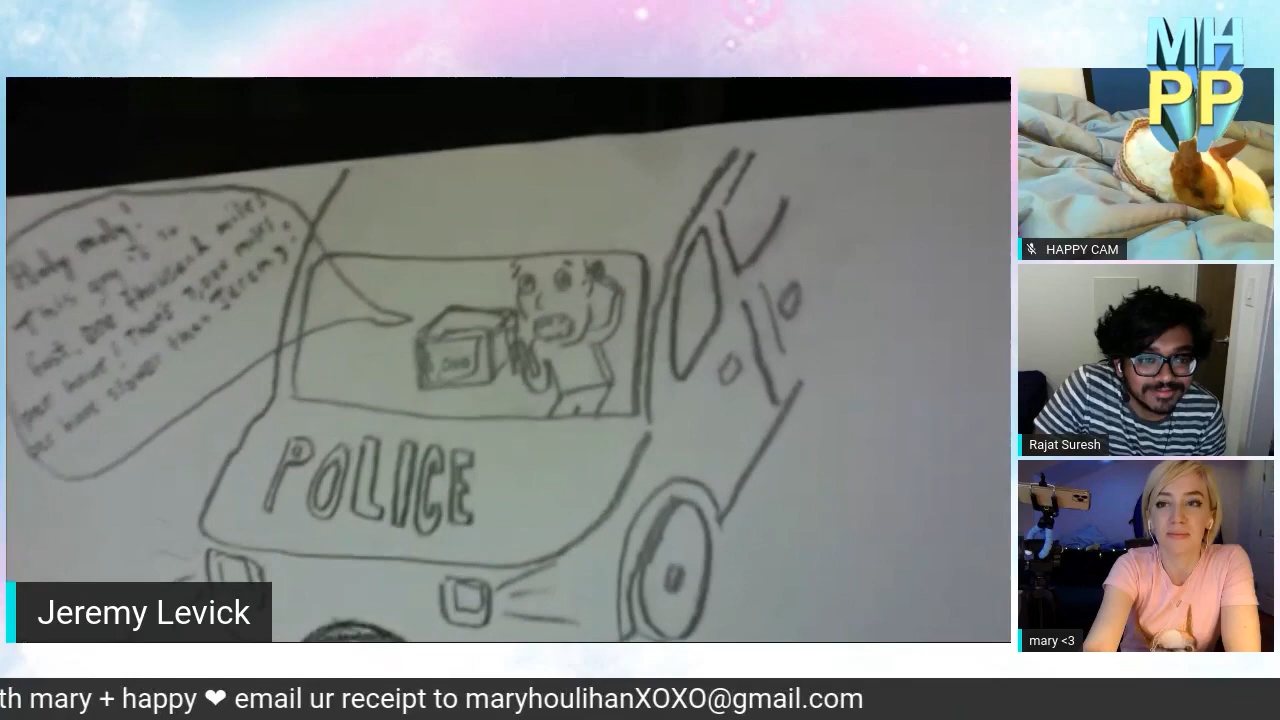 MH
PP
Holy moly!
This guy is so
fast. One thousand miles
per hour! That's
per hour slower than Jeremy.
POLICE
HAPPY CAM
Rajat Suresh
mary <3
Jeremy Levick
th mary + happy ❤ email ur receipt to maryhoulihanXOXO@gmail.com